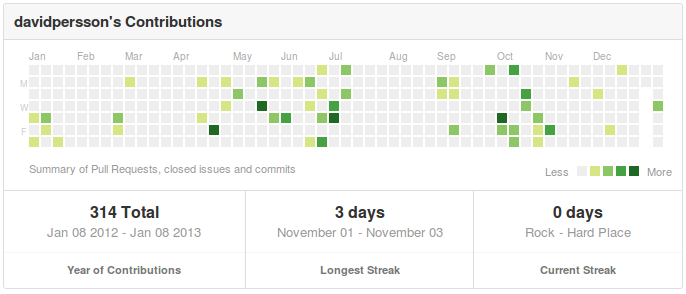 davidpersson's Contributions
Jan Feb Mar Apr May Jun Jul Aug Sep Oct Nov Dec
M
W
F
Summary of Pull Requests, closed issues and commits
Less More
314 Total 3 days 0 days
Jan 08 2012 - Jan 08 2013 November 01 - November 03 Rock - Hard Place
Year of Contributions Longest Streak Current Streak